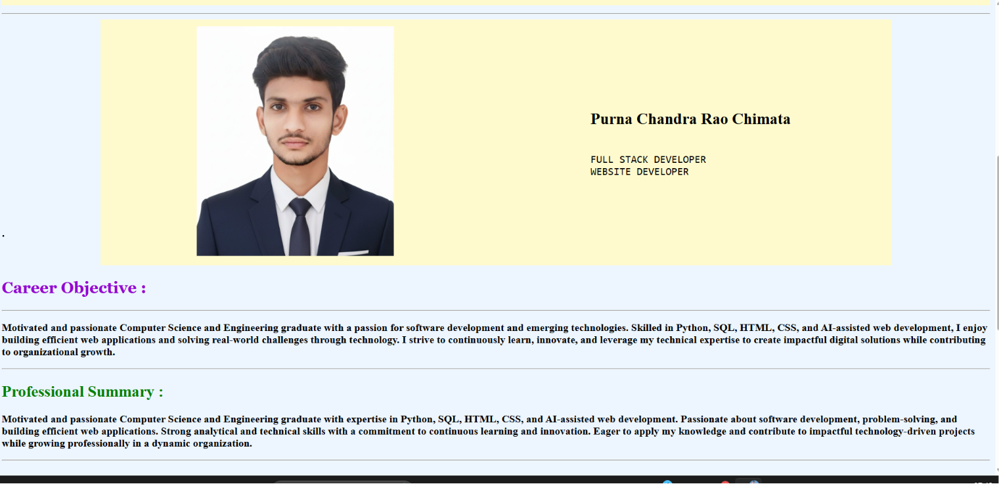 Purna Chandra Rao Chimata
FULL STACK DEVELOPER
WEBSITE DEVELOPER
.
Career Objective :
Motivated and passionate Computer Science and Engineering graduate with a passion for software development and emerging technologies. Skilled in Python, SQL, HTML, CSS, and AI-assisted web development, I enjoy
building efficient web applications and solving real-world challenges through technology. I strive to continuously learn, innovate, and leverage my technical expertise to create impactful digital solutions while contributing
to organizational growth.
Professional Summary :
Motivated and passionate Computer Science and Engineering graduate with expertise in Python, SQL, HTML, CSS, and AI-assisted web development. Passionate about software development, problem-solving, and
building efficient web applications. Strong analytical and technical skills with a commitment to continuous learning and innovation. Eager to apply my knowledge and contribute to impactful technology-driven projects
while growing professionally in a dynamic organization.